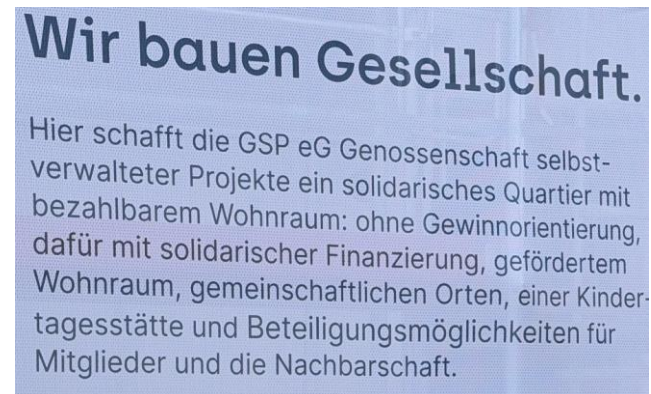 Wir bauen Gesellschaft.
Hier schafft die GSP eG Genossenschaft selbst-
verwalteter Projekte ein solidarisches Quartier mit
bezahlbarem Wohnraum: ohne Gewinnorientierung,
dafür mit solidarischer Finanzierung, gefördertem
Wohnraum, gemeinschaftlichen Orten, einer Kinder-
tagesstätte und Beteiligungsmöglichkeiten für
Mitglieder und die Nachbarschaft.